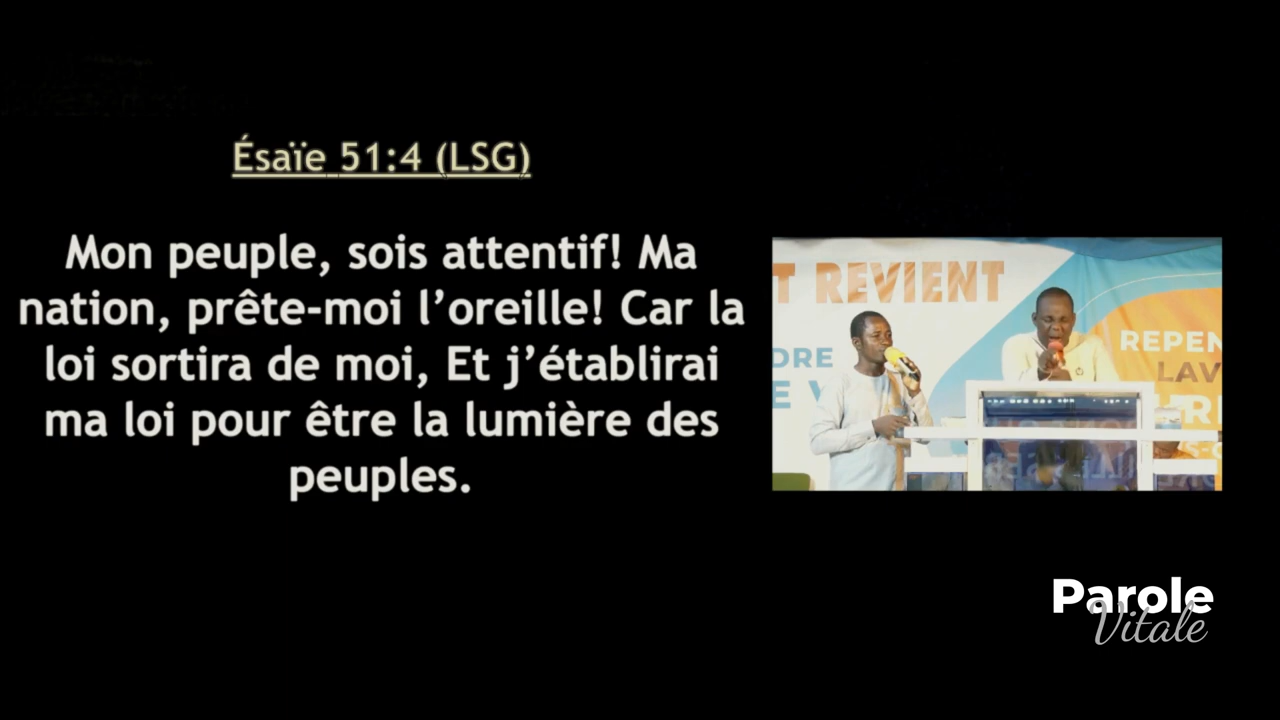 Ésaïe 51:4 (LSG)
Mon peuple, sois attentif! Ma
nation, prête-moi l’oreille! Car la
loi sortira de moi, Et j’établirai
ma loi pour être la lumière des
peuples.
T REVIENT
DRE
E V
REPEN
LAV
Parole
Vitale